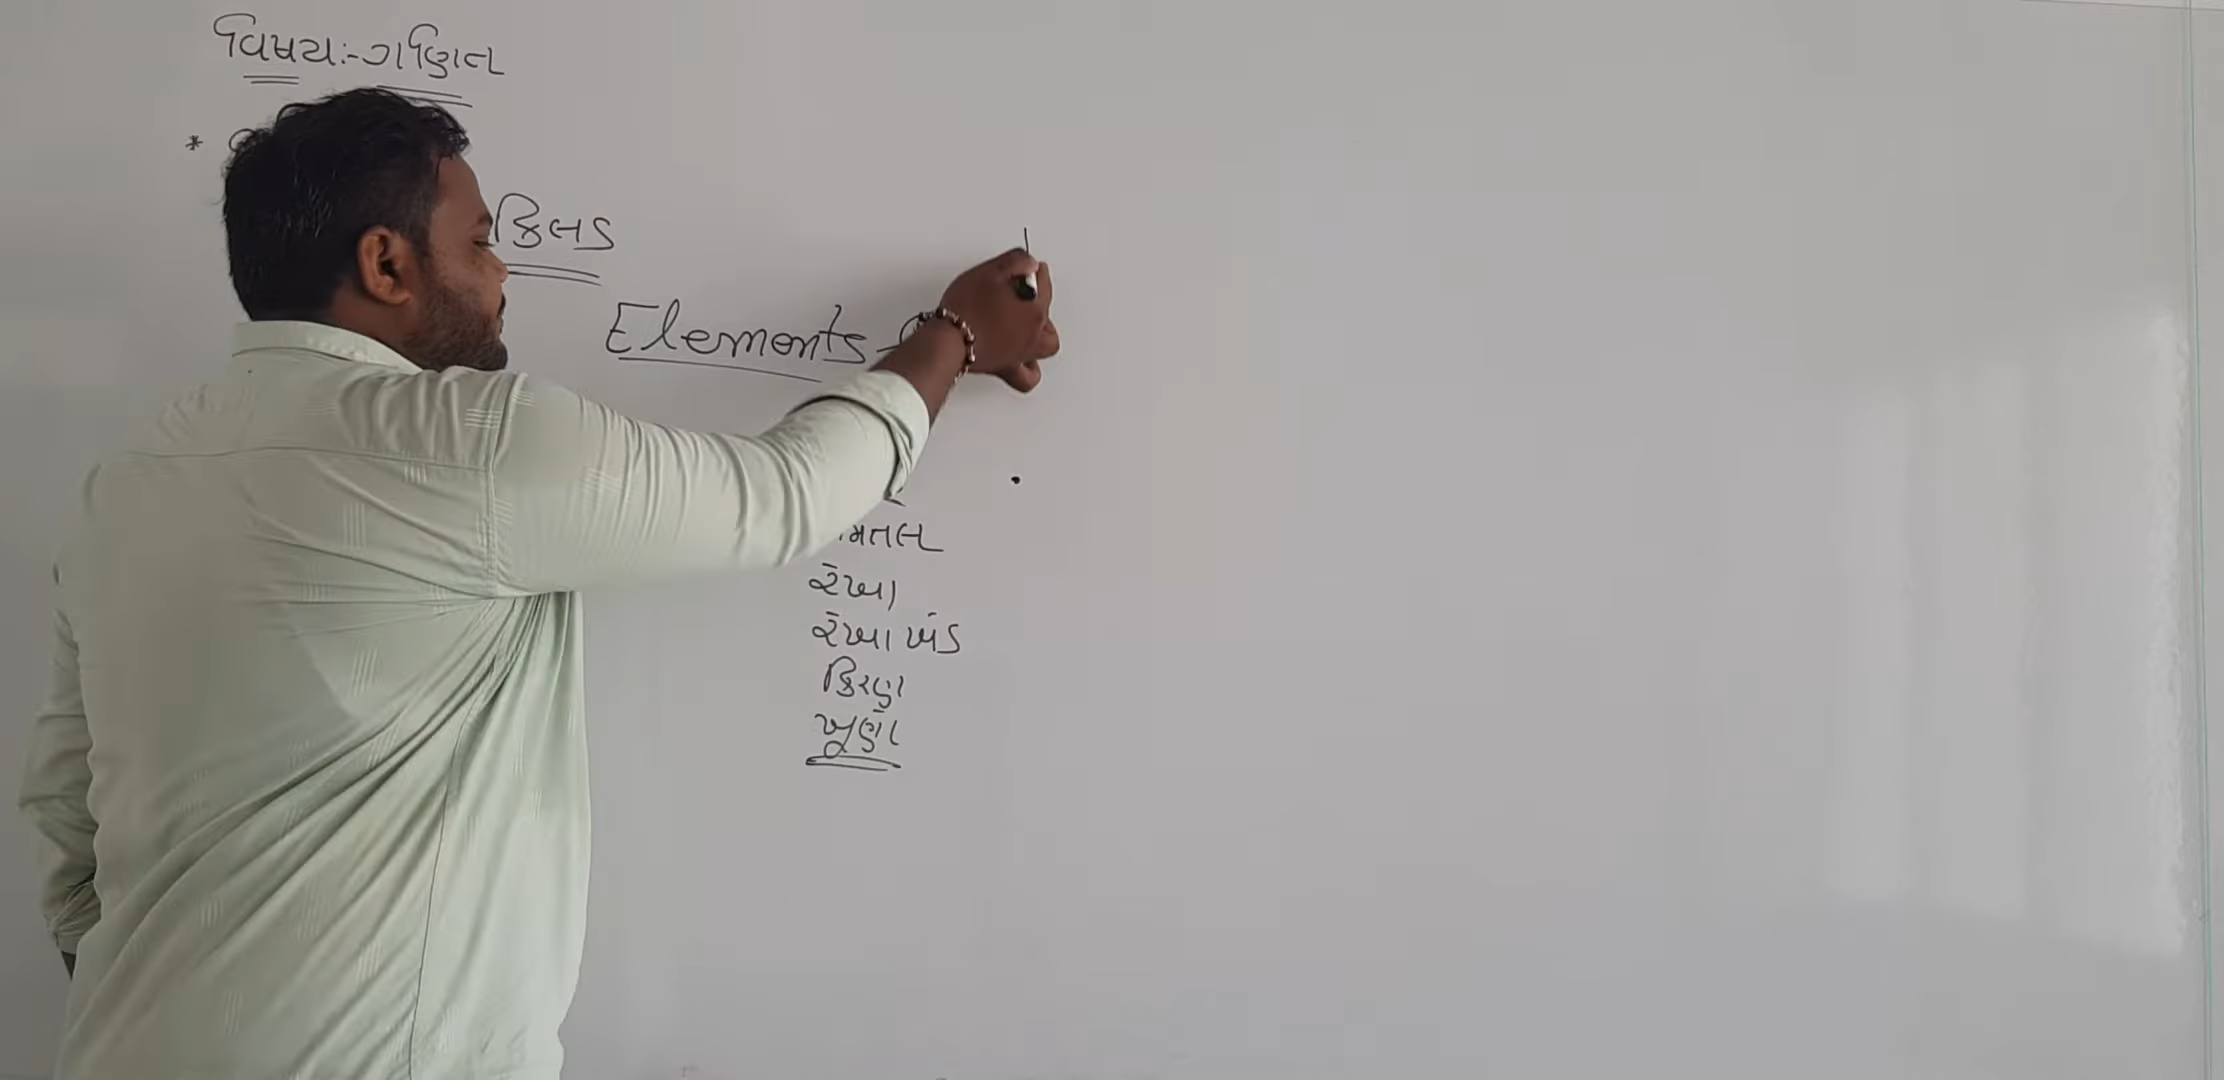 વિષય:- ગણિત
*
ક્લિડ
Elements
મતલ
રેખા
રેખાખંડ
કિરણ
ખૂણો